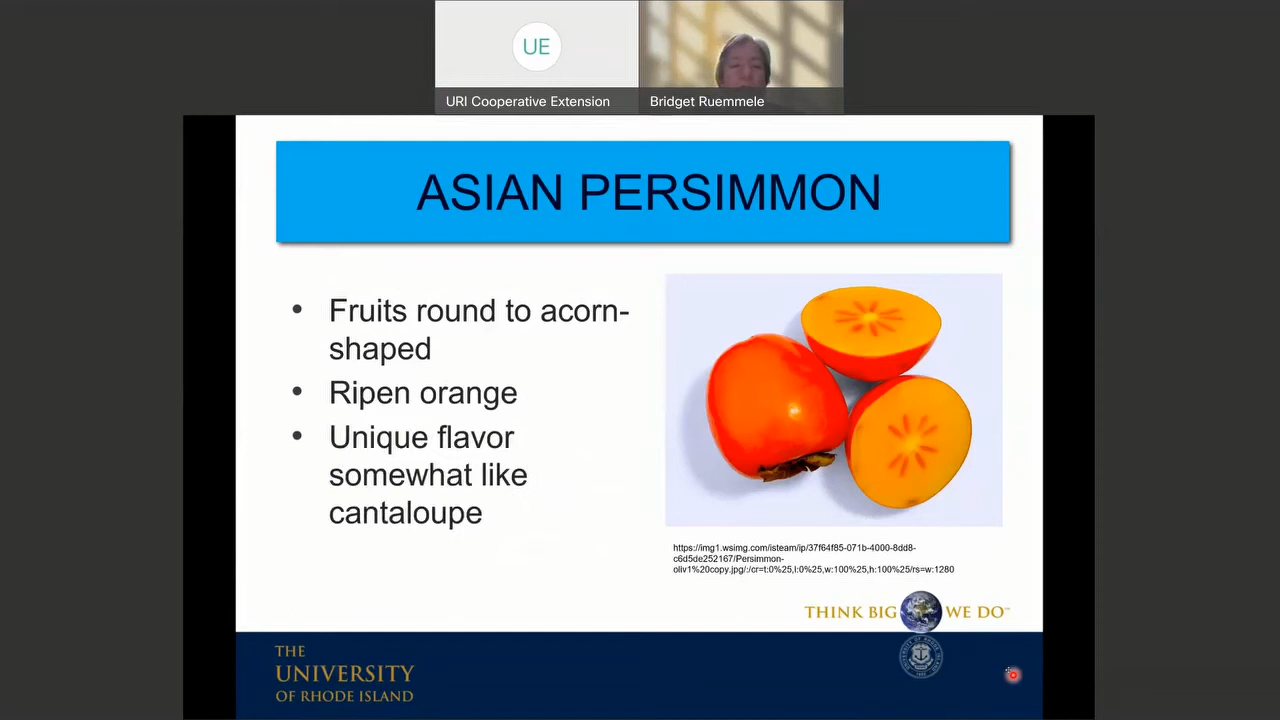 UE
URI Cooperative Extension
Bridget Ruemmele
ASIAN PERSIMMON
• Fruits round to acorn-
shaped
• Ripen orange
• Unique flavor
somewhat like
cantaloupe
https://img1.wsimg.com/isteam/ip/37f64f85-071b-4000-8dd8-
c6d5de252167/Persimmon-
oliv1%20copy.jpg/:/cr=t:0%25,l:0%25,w:100%25,h:100%25/rs=w:1280
THINK BIG WE DO™
THE
UNIVERSITY
OF RHODE ISLAND